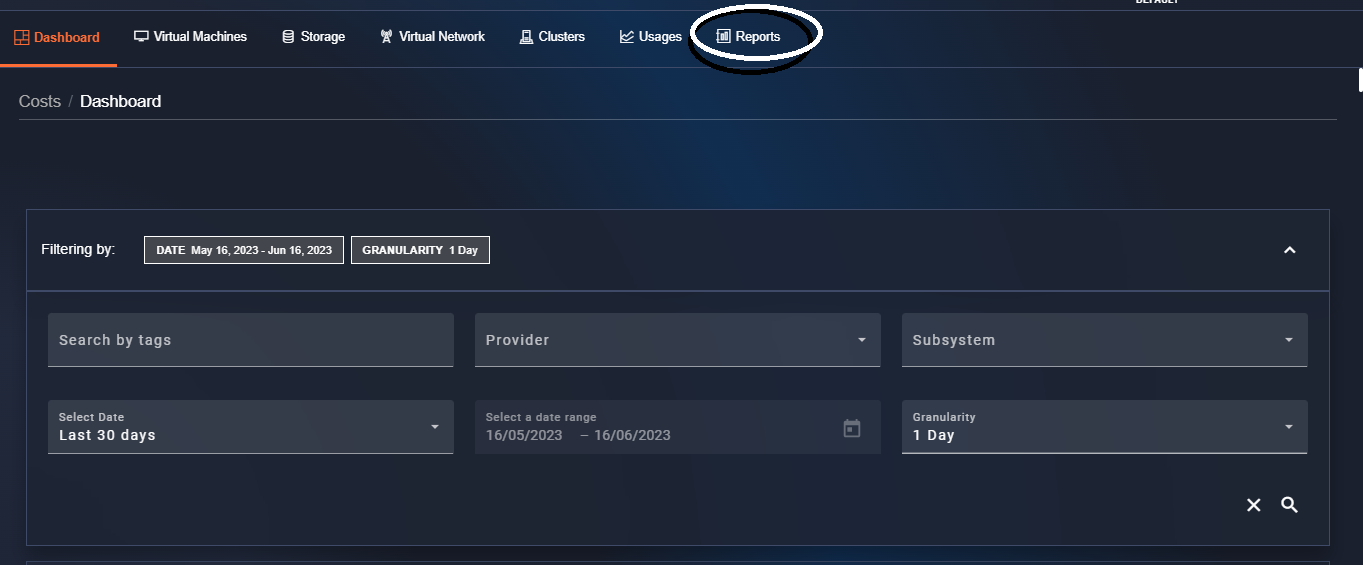 DEFAULT
Dashboard Virtual Machines Storage Virtual Network Clusters Usages Reports
Costs / Dashboard
Filtering by: DATE May 16, 2023 - Jun 16, 2023 GRANULARITY 1 Day
Search by tags Provider Subsystem
Select Date Select a date range Granularity
Last 30 days 16/05/2023 – 16/06/2023 1 Day